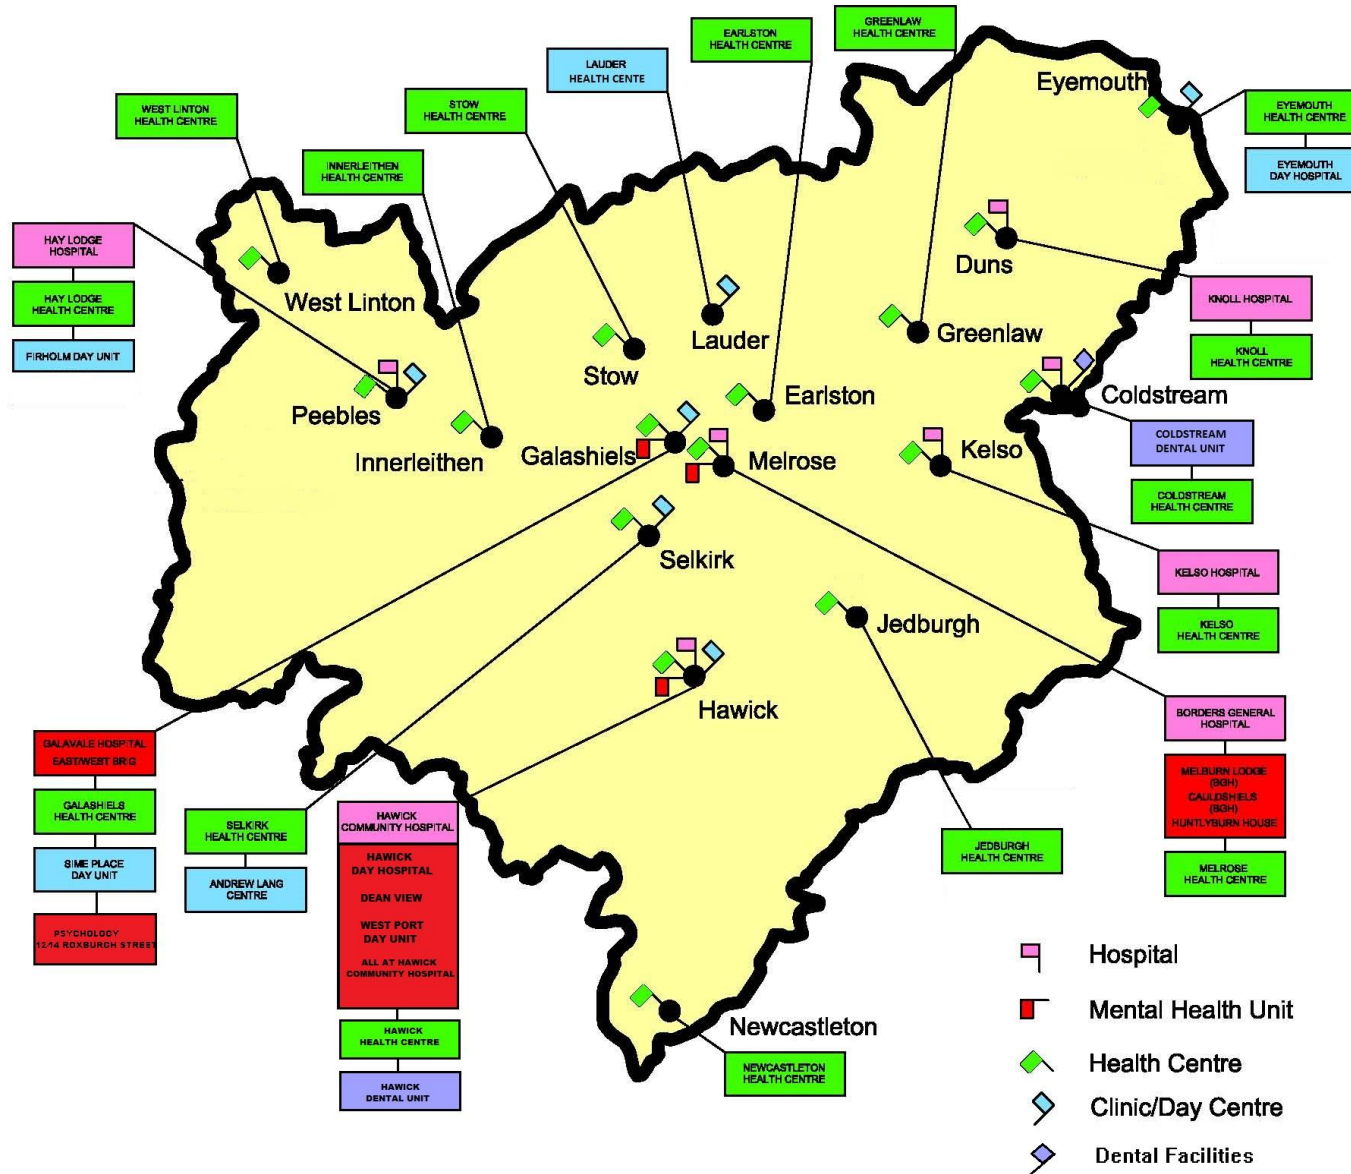 GREENLAW
HEALTH CENTRE
EARLSTON
HEALTH CENTRE
LAUDER
HEALTH CENTE
STOW
HEALTH CENTRE
WEST LINTON
HEALTH CENTRE
INNERLEITHEN
HEALTH CENTRE
Eyemouth
EYEMOUTH
HEALTH CENTRE
EYEMOUTH
DAY HOSPITAL
HAY LODGE
HOSPITAL
HAY LODGE
HEALTH CENTRE
FIRHOLM DAY UNIT
West Linton
Duns
KNOLL HOSPITAL
KNOLL
HEALTH CENTRE
Lauder
Greenlaw
Stow
Peebles
Earlston
Coldstream
Innerleithen
Galashiels
Melrose
Kelso
COLDSTREAM
DENTAL UNIT
COLDSTREAM
HEALTH CENTRE
Selkirk
KELSO HOSPITAL
KELSO
HEALTH CENTRE
Jedburgh
Hawick
BORDERS GENERAL
HOSPITAL
MELBURN LODGE
(BGH)
CAULDSHIELS
(BGH)
HUNTLYBURN HOUSE
MELROSE
HEALTH CENTRE
GALAVALE HOSPITAL
EAST/WEST BRIG
GALASHIELS
HEALTH CENTRE
SIME PLACE
DAY UNIT
PSYCHOLOGY
12-14 ROXBURCH STREET
SELKIRK
HEALTH CENTRE
ANDREW LANG
CENTRE
HAWICK
COMMUNITY HOSPITAL
HAWICK
DAY HOSPITAL
DEAN VIEW
WEST PORT
DAY UNIT
ALL AT HAWICK
COMMUNITY HOSPITAL
HAWICK
HEALTH CENTRE
HAWICK
DENTAL UNIT
JEDBURGH
HEALTH CENTRE
Newcastleton
NEWCASTLETON
HEALTH CENTRE
Hospital
Mental Health Unit
Health Centre
Clinic/Day Centre
Dental Facilities